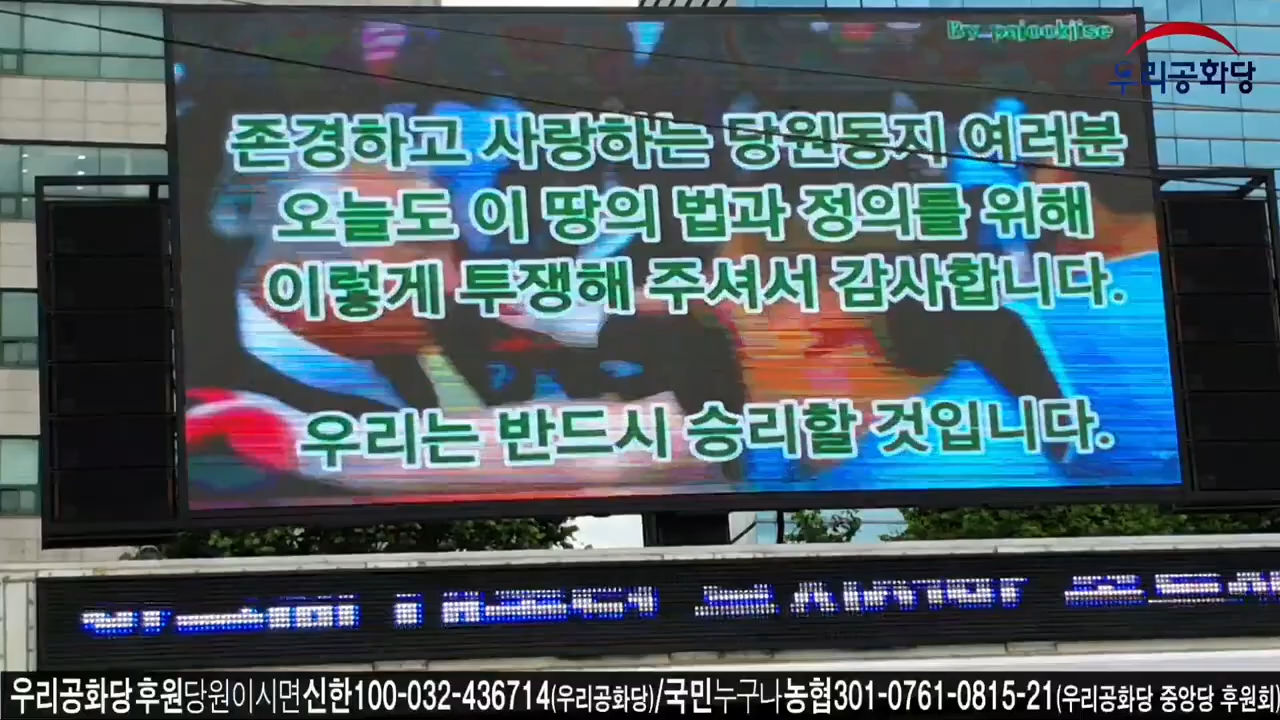 By pajookjise
우리공화당
존경하고 사랑하는 당원동지 여러분
오늘도 이 땅의 법과 정의를 위해
이렇게 투쟁해 주셔서 감사합니다.
우리는 반드시 승리할 것입니다.
우리공화당후원당원이시면신한100-032-436714(우리공화당)/국민누구나농협301-0761-0815-21(우리공화당 중앙당 후원회)